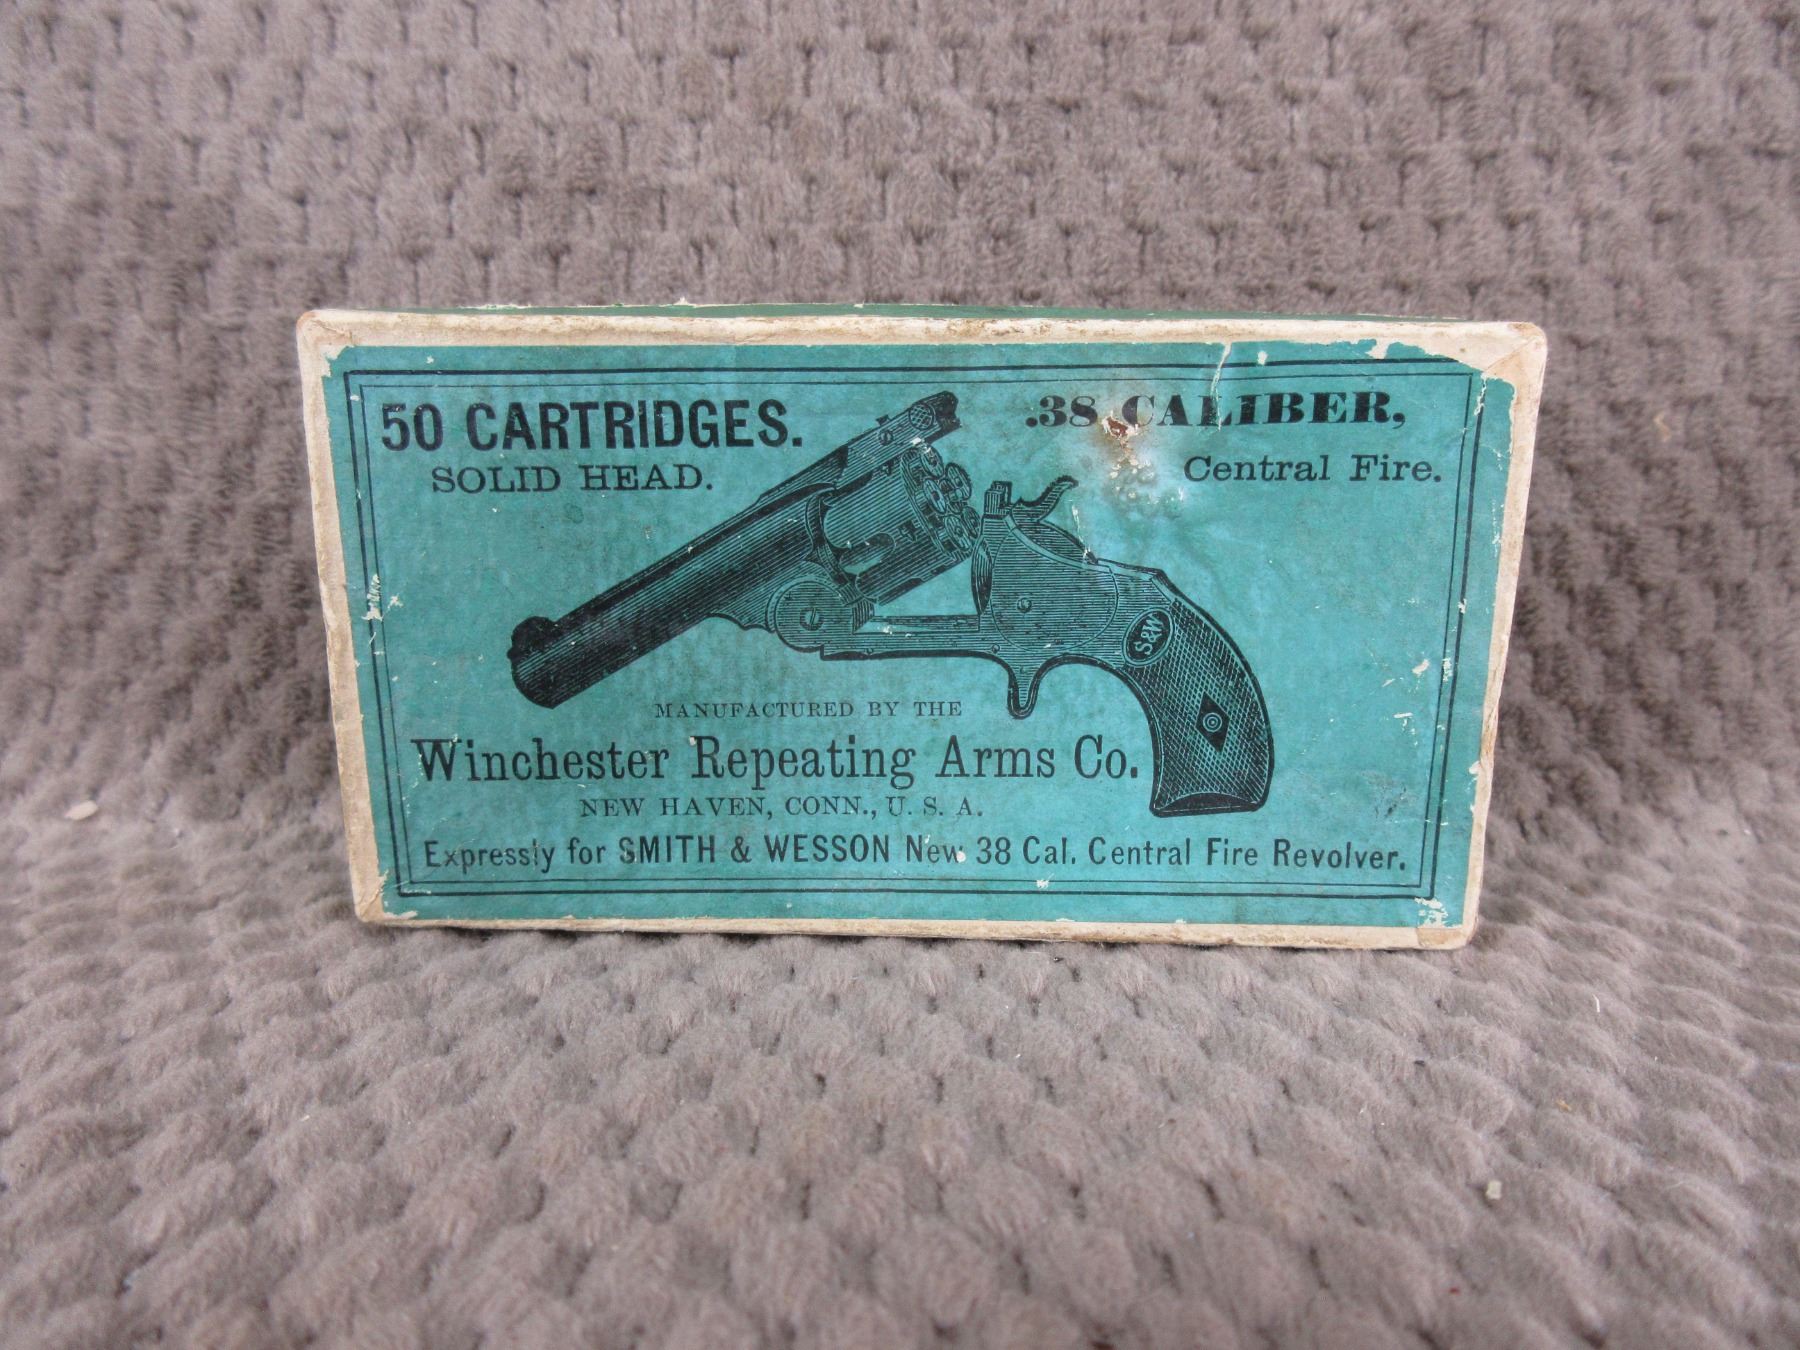 50 CARTRIDGES.
SOLID HEAD.
.38 CALIBER,
Central Fire.
S&W
MANUFACTURED BY THE
Winchester Repeating Arms Co.
NEW HAVEN, CONN., U. S. A.
Expressly for SMITH & WESSON New 38 Cal. Central Fire Revolver.